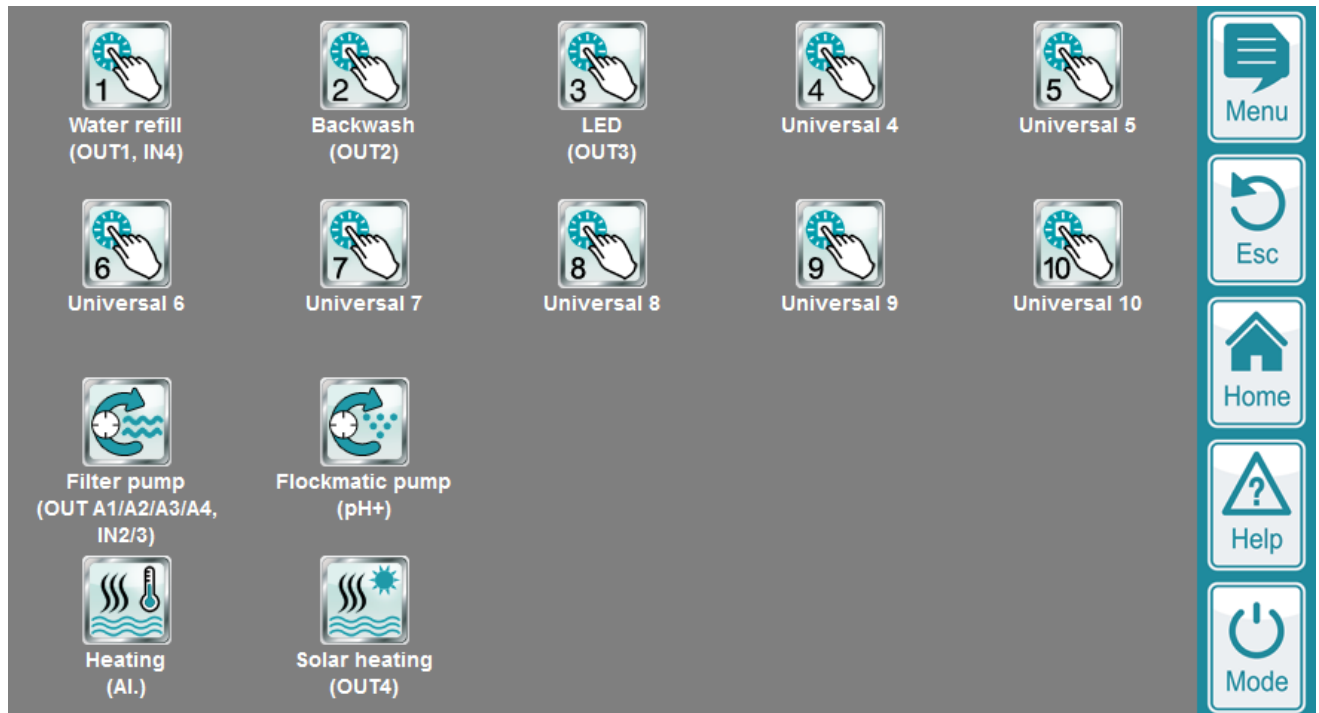 1
2
3
4
5
Water refill
(OUT1, IN4)
Backwash
(OUT2)
LED
(OUT3)
Universal 4
Universal 5
6
7
8
9
10
Universal 6
Universal 7
Universal 8
Universal 9
Universal 10
Filter pump
(OUT A1/A2/A3/A4,
IN2/3)
Flockmatic pump
(pH+)
Heating
(AI.)
Solar heating
(OUT4)
Menu
Esc
Home
?
Help
Mode